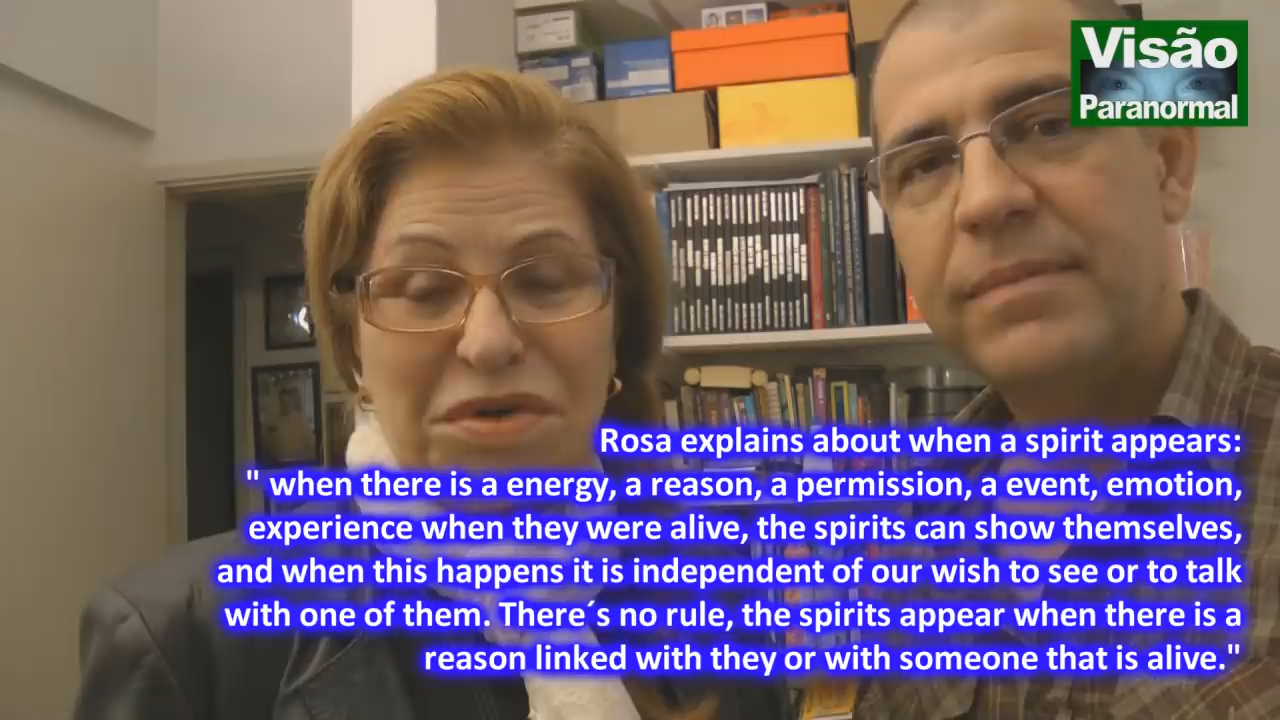 Visão
Paranormal
Rosa explains about when a spirit appears:
" when there is a energy, a reason, a permission, a event, emotion,
experience when they were alive, the spirits can show themselves,
and when this happens it is independent of our wish to see or to talk
with one of them. There´s no rule, the spirits appear when there is a
reason linked with they or with someone that is alive."